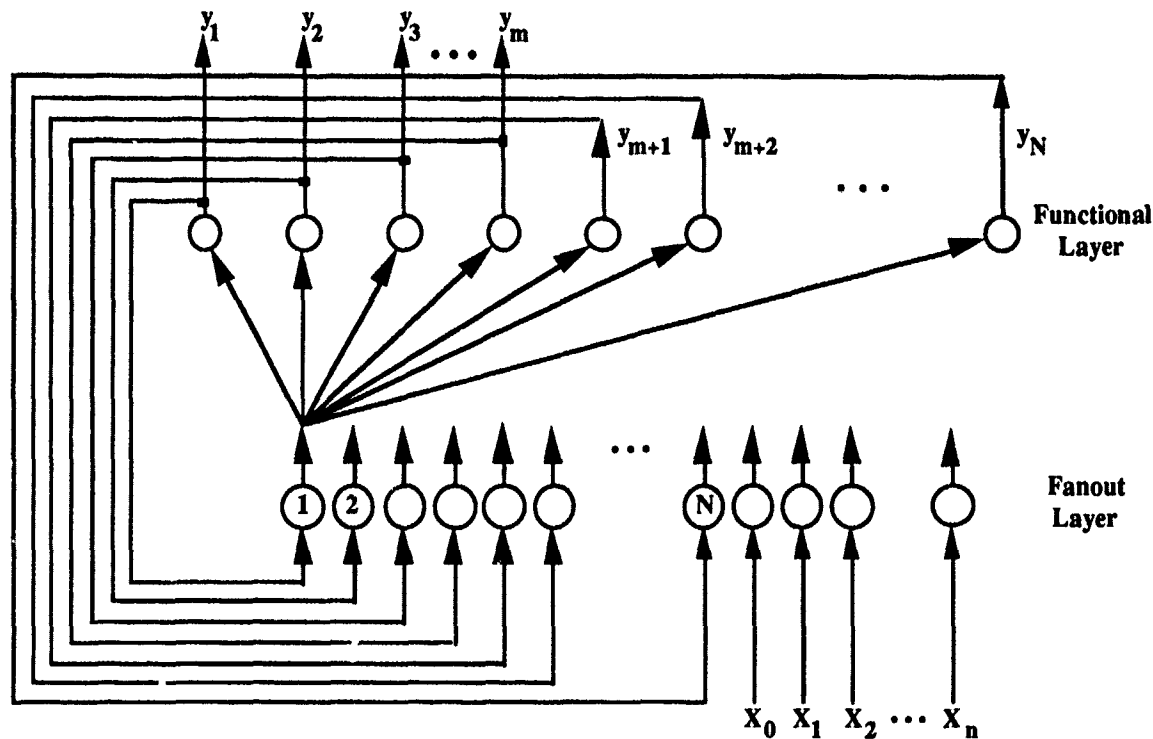 y1 y2 y3 • • • ym
ym+1 ym+2 • • • yN
Functional
Layer
• • •
1 2 N
Fanout
Layer
X0 X1 X2 • • • Xn